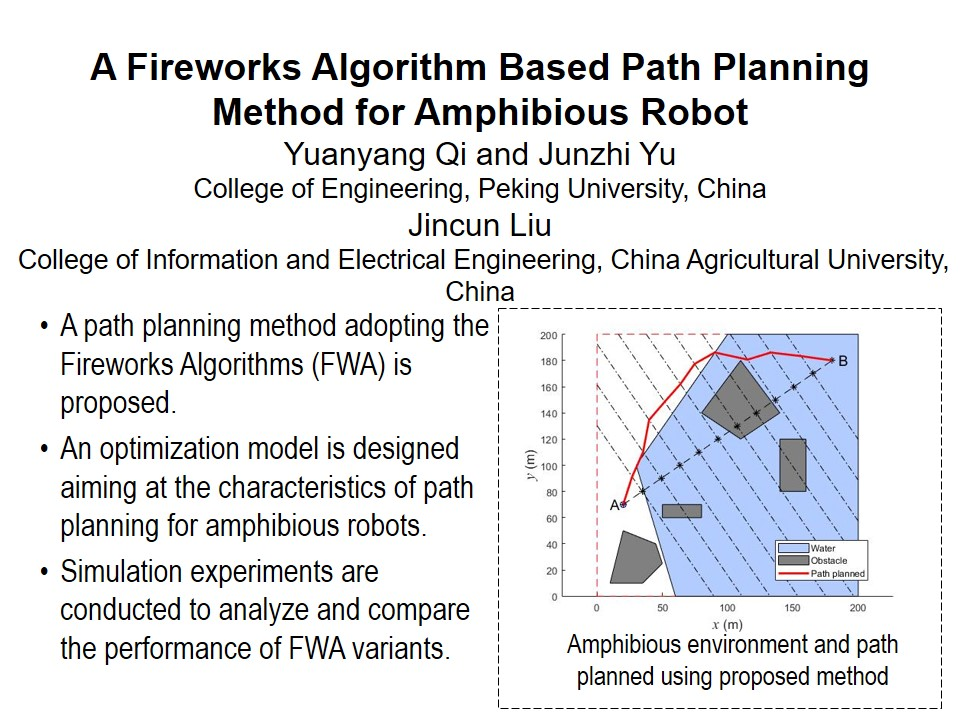 A Fireworks Algorithm Based Path Planning
Method for Amphibious Robot
Yuanyang Qi and Junzhi Yu
College of Engineering, Peking University, China
Jincun Liu
College of Information and Electrical Engineering, China Agricultural University,
China
• A path planning method adopting the
Fireworks Algorithms (FWA) is
proposed.
• An optimization model is designed
aiming at the characteristics of path
planning for amphibious robots.
• Simulation experiments are
conducted to analyze and compare
the performance of FWA variants.
200
180
160
140
120
100
80
60
40
20
0
y (m)
A
B
Water
Obstacle
Path planned
0 50 100 150 200
x (m)
Amphibious environment and path
planned using proposed method